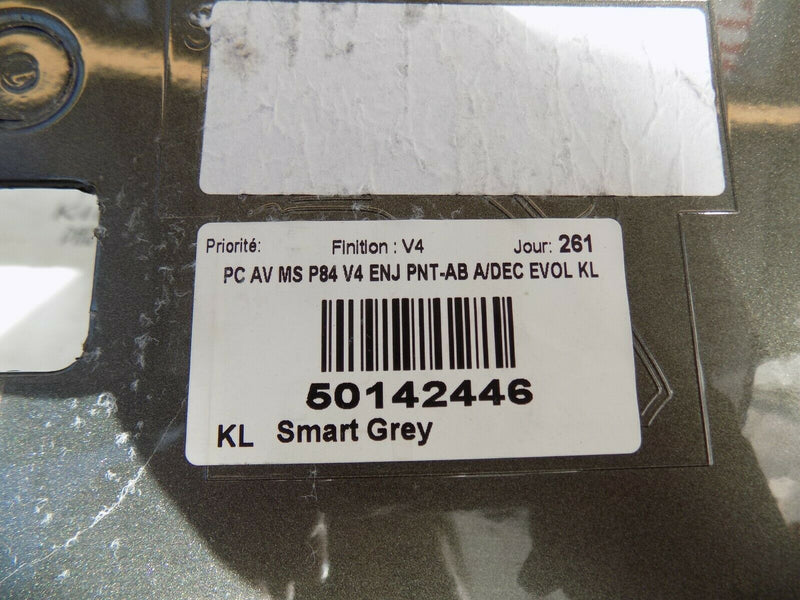 Priorité: Finition : V4 Jour: 261
PC AV MS P84 V4 ENJ PNT-AB A/DEC EVOL KL
50142446
KL Smart Grey